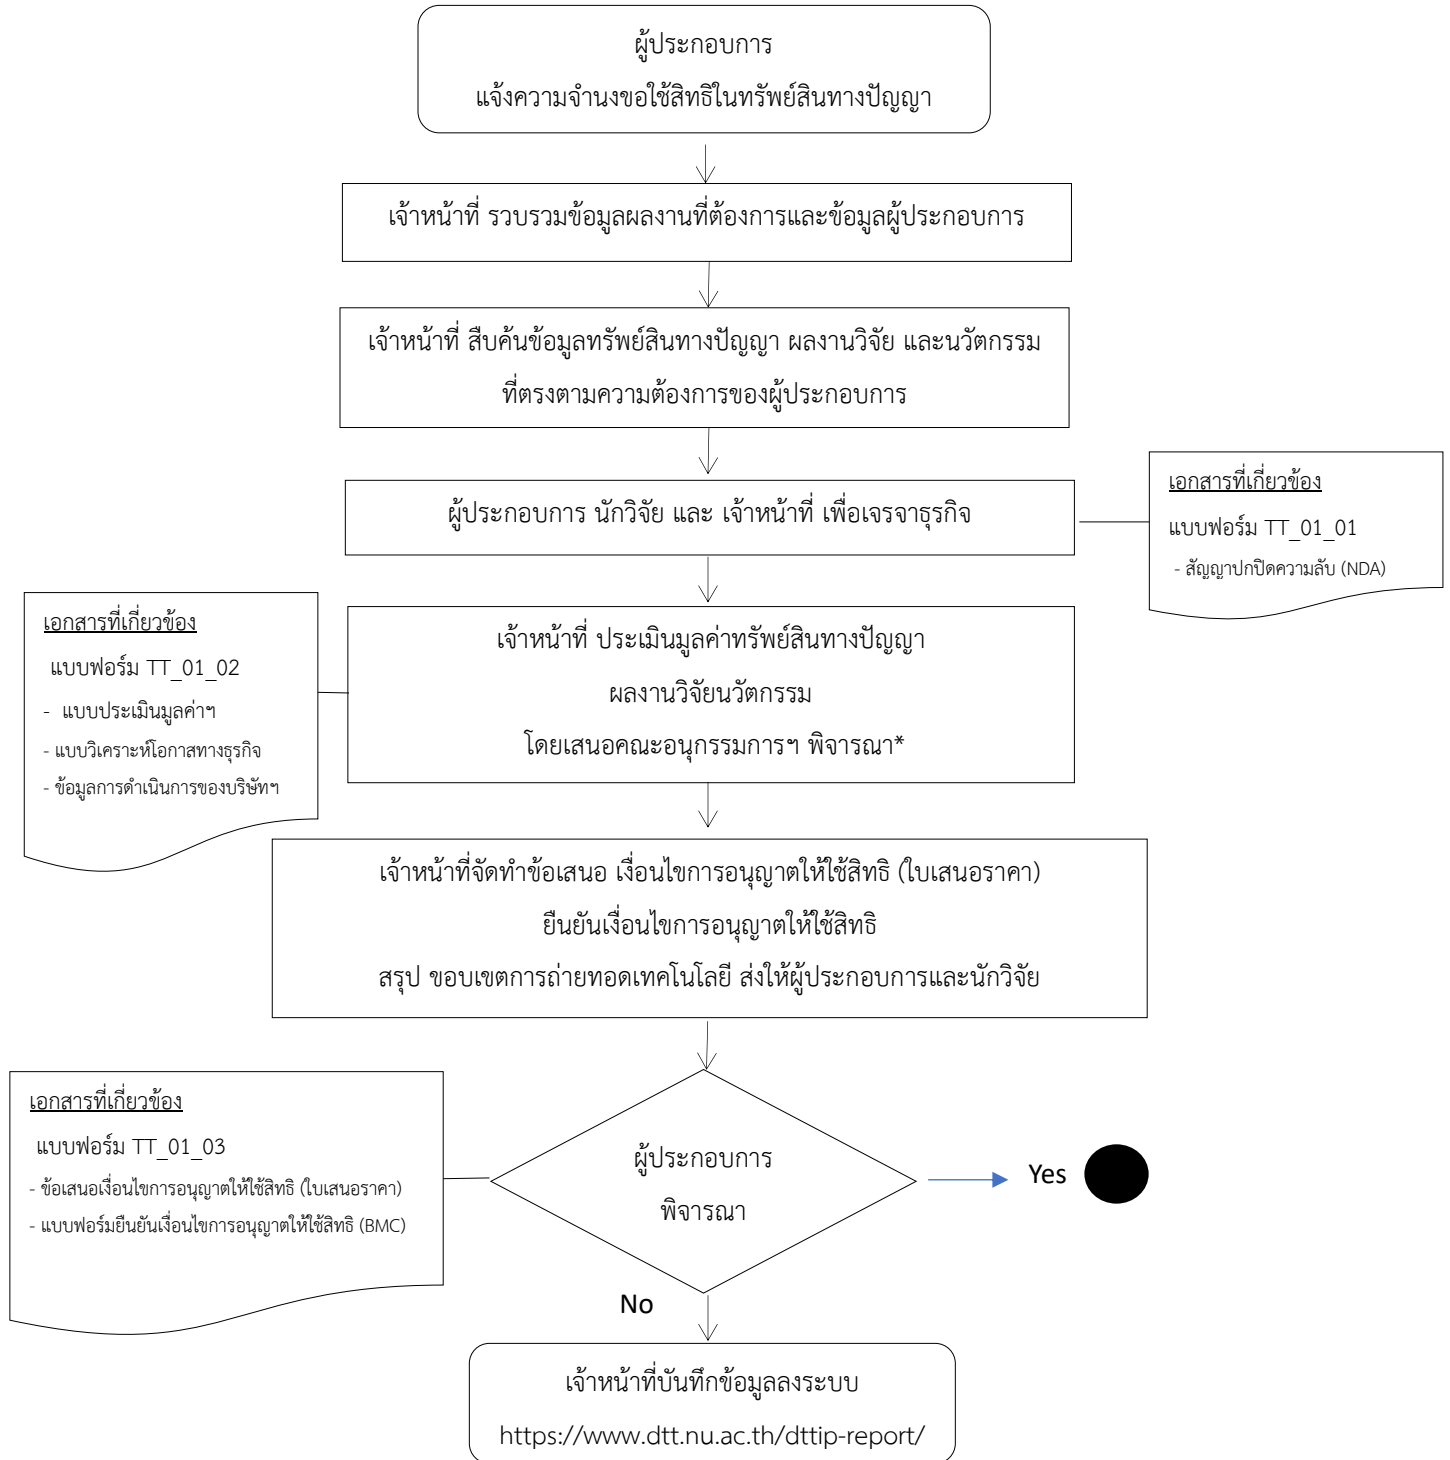 ผู้ประกอบการ
แจ้งความจำนงขอใช้สิทธิในทรัพย์สินทางปัญญา
เจ้าหน้าที่ รวบรวมข้อมูลผลงานที่ต้องการและข้อมูลผู้ประกอบการ
เจ้าหน้าที่ สืบค้นข้อมูลทรัพย์สินทางปัญญา ผลงานวิจัย และนวัตกรรม
ที่ตรงตามความต้องการของผู้ประกอบการ
ผู้ประกอบการ นักวิจัย และ เจ้าหน้าที่ เพื่อเจรจาธุรกิจ
เอกสารที่เกี่ยวข้อง
แบบฟอร์ม TT_01_01
- สัญญาปกปิดความลับ (NDA)
เอกสารที่เกี่ยวข้อง
แบบฟอร์ม TT_01_02
- แบบประเมินมูลค่าฯ
- แบบวิเคราะห์โอกาสทางธุรกิจ
- ข้อมูลการดำเนินการของบริษัทฯ
เจ้าหน้าที่ ประเมินมูลค่าทรัพย์สินทางปัญญา
ผลงานวิจัยนวัตกรรม
โดยเสนอคณะอนุกรรมการฯ พิจารณา*
เจ้าหน้าที่จัดทำข้อเสนอ เงื่อนไขการอนุญาตให้ใช้สิทธิ (ใบเสนอราคา)
ยืนยันเงื่อนไขการอนุญาตให้ใช้สิทธิ
สรุป ขอบเขตการถ่ายทอดเทคโนโลยี ส่งให้ผู้ประกอบการและนักวิจัย
เอกสารที่เกี่ยวข้อง
แบบฟอร์ม TT_01_03
- ข้อเสนอเงื่อนไขการอนุญาตให้ใช้สิทธิ (ใบเสนอราคา)
- แบบฟอร์มยืนยันเงื่อนไขการอนุญาตให้ใช้สิทธิ (BMC)
ผู้ประกอบการ
พิจารณา
Yes
No
เจ้าหน้าที่บันทึกข้อมูลลงระบบ
https://www.dtt.nu.ac.th/dttip-report/